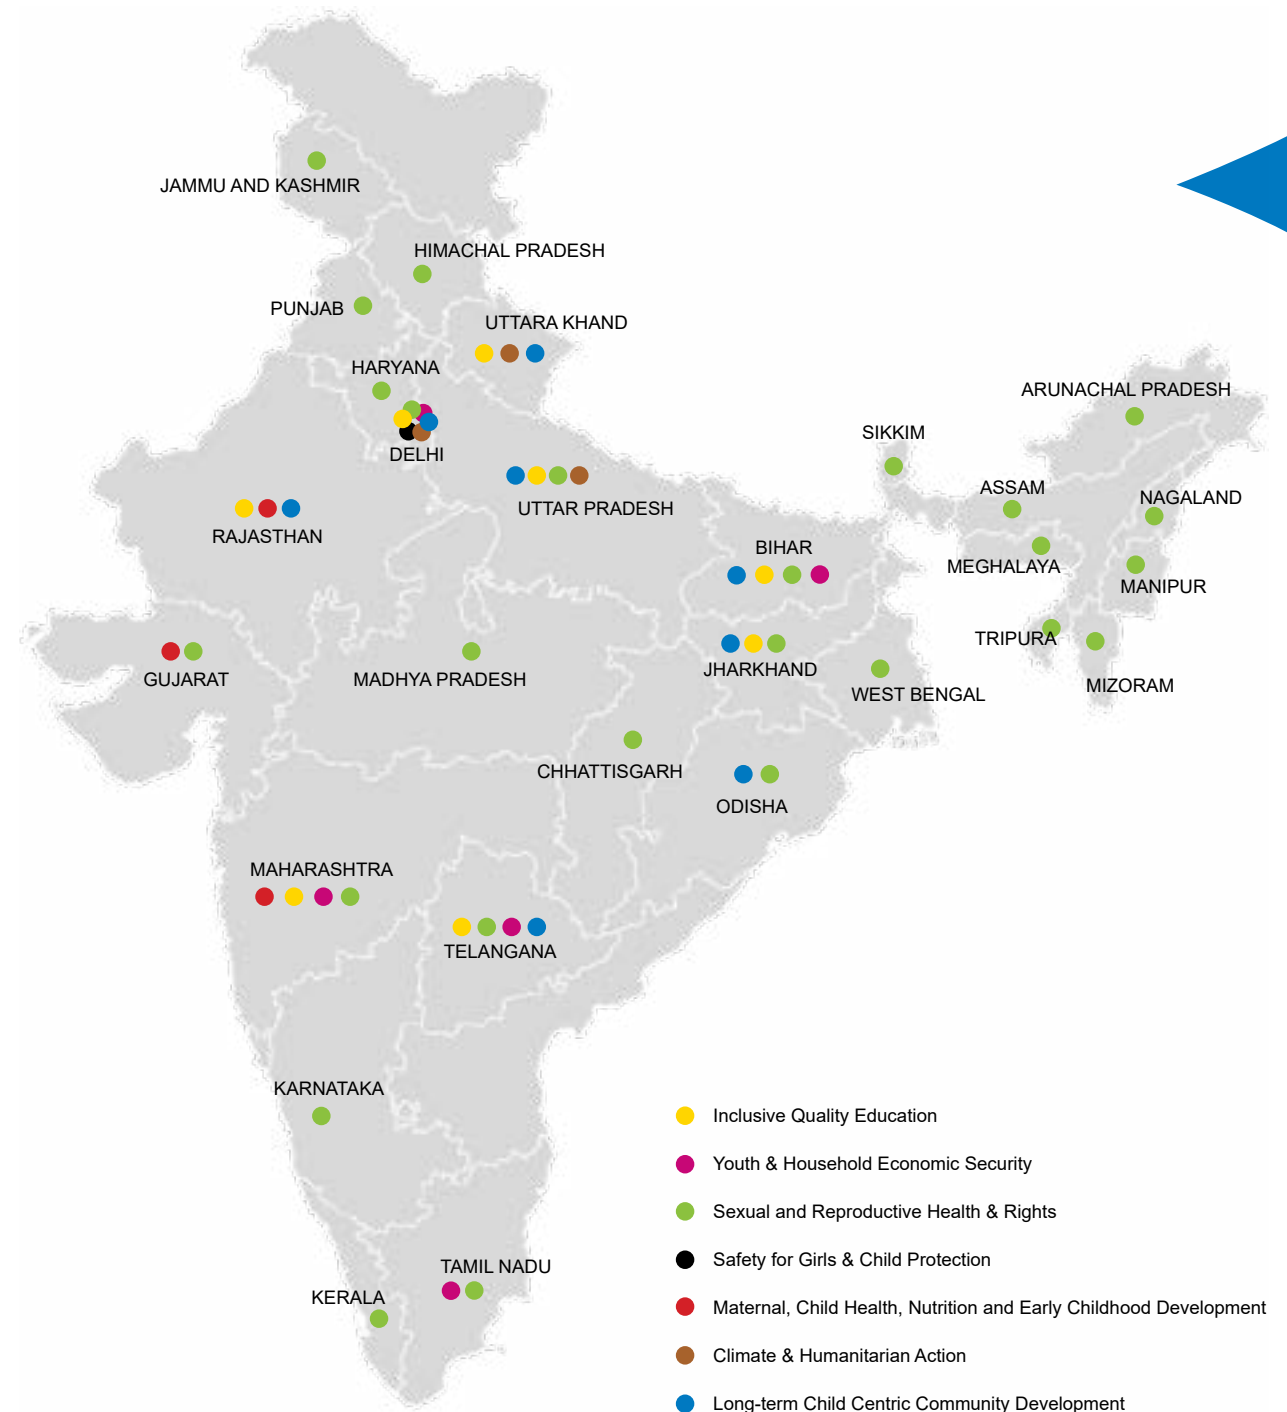 JAMMU AND KASHMIR
HIMACHAL PRADESH
PUNJAB
UTTARA KHAND
HARYANA
ARUNACHAL PRADESH
SIKKIM
DELHI
ASSAM
NAGALAND
UTTAR PRADESH
RAJASTHAN
BIHAR
MEGHALAYA
MANIPUR
TRIPURA
JHARKHAND
GUJARAT
MADHYA PRADESH
MIZORAM
WEST BENGAL
CHHATTISGARH
ODISHA
MAHARASHTRA
TELANGANA
KARNATAKA
TAMIL NADU
KERALA
Inclusive Quality Education
Youth & Household Economic Security
Sexual and Reproductive Health & Rights
Safety for Girls & Child Protection
Maternal, Child Health, Nutrition and Early Childhood Development
Climate & Humanitarian Action
Long-term Child Centric Community Development